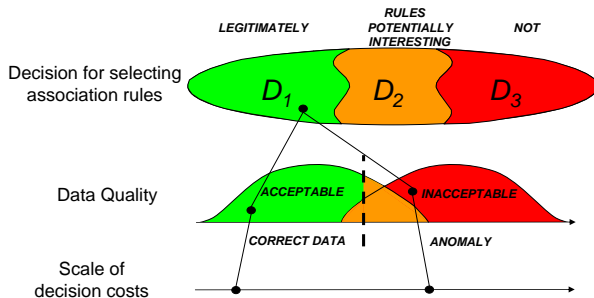 LEGITIMATELY
RULES
POTENTIALLY
INTERESTING
NOT
Decision for selecting
association rules
D1
D2
D3
Data Quality
ACCEPTABLE
INACCEPTABLE
CORRECT DATA
ANOMALY
Scale of
decision costs